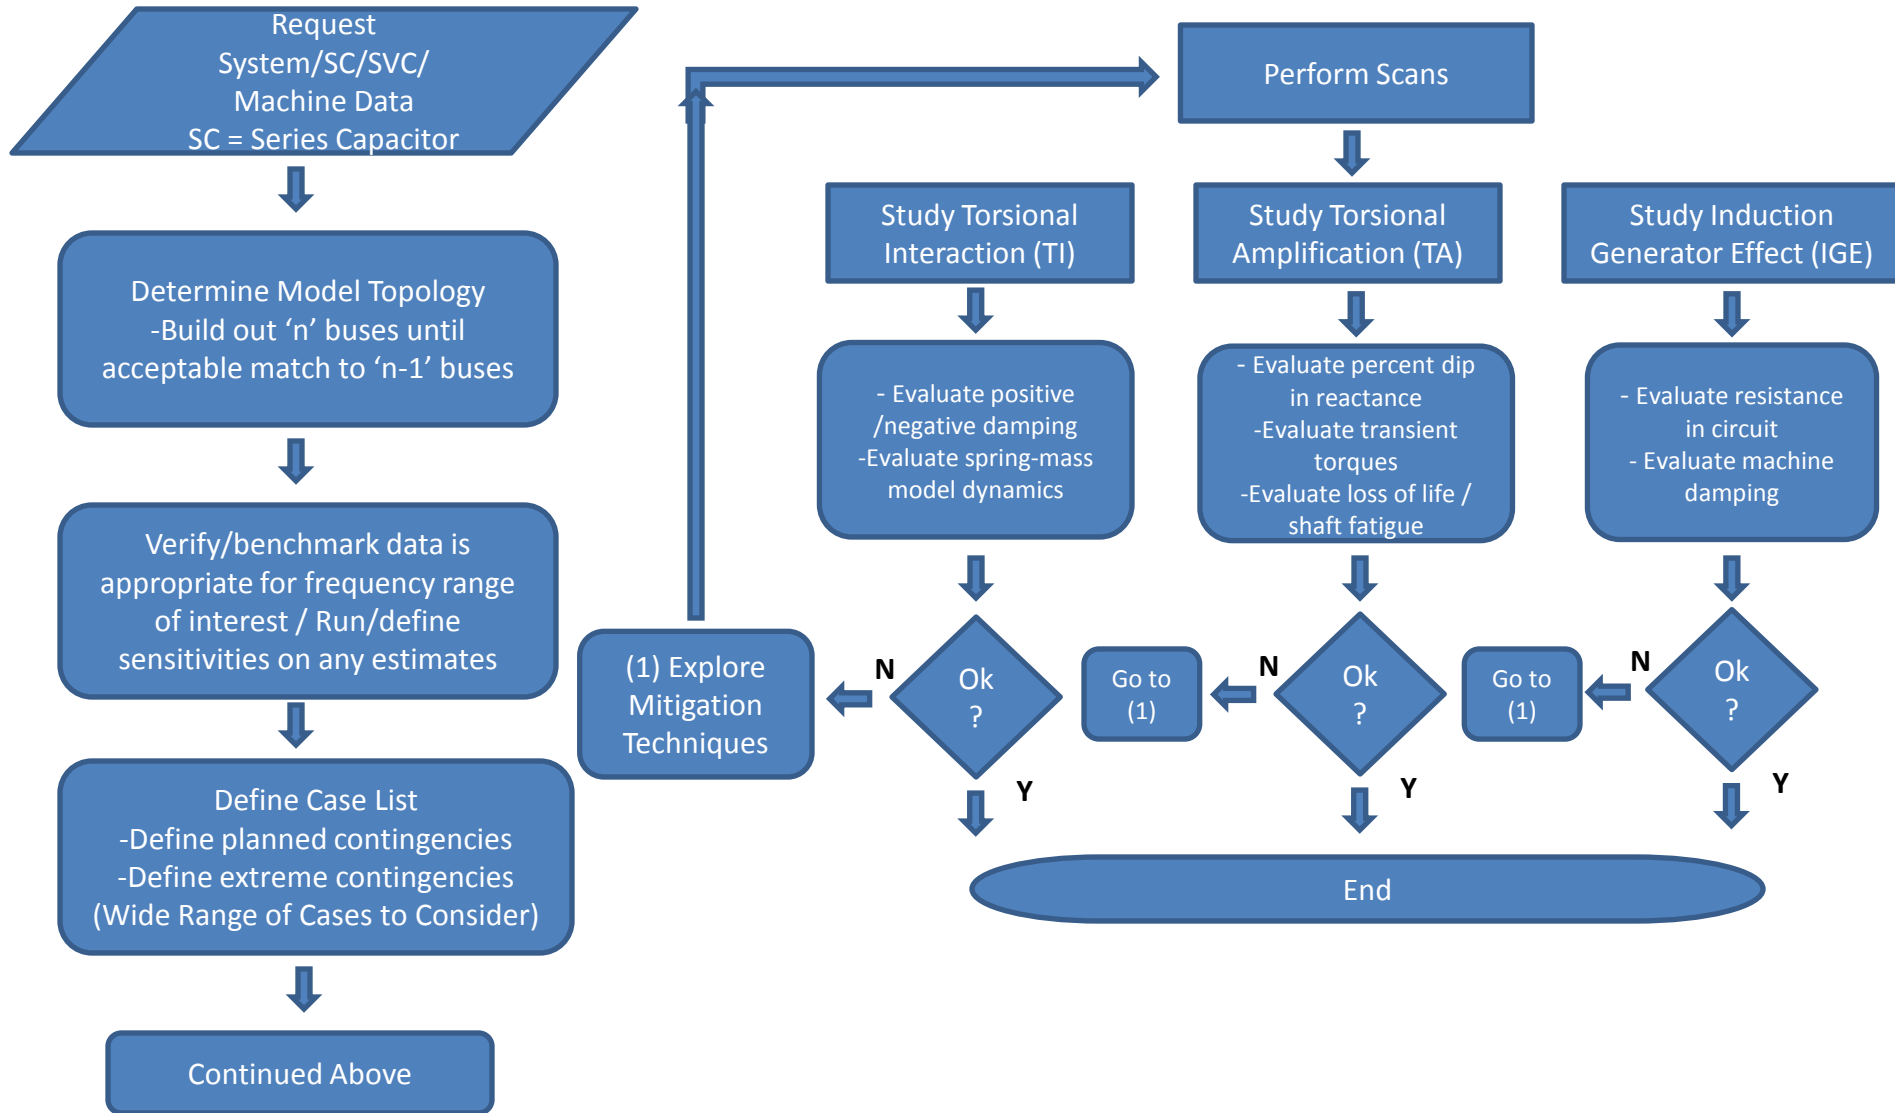 Request
System/SC/SVC/
Machine Data
SC = Series Capacitor
Determine Model Topology
-Build out ‘n’ buses until
acceptable match to ‘n-1’ buses
Verify/benchmark data is
appropriate for frequency range
of interest / Run/define
sensitivities on any estimates
Define Case List
-Define planned contingencies
-Define extreme contingencies
(Wide Range of Cases to Consider)
Continued Above
Perform Scans
Study Torsional
Interaction (TI)
Study Torsional
Amplification (TA)
Study Induction
Generator Effect (IGE)
- Evaluate positive
/negative damping
-Evaluate spring-mass
model dynamics
- Evaluate percent dip
in reactance
-Evaluate transient
torques
-Evaluate loss of life /
shaft fatigue
- Evaluate resistance
in circuit
- Evaluate machine
damping
(1) Explore
Mitigation
Techniques
N
Ok
?
Y
Go to
(1)
N
Ok
?
Y
Go to
(1)
N
Ok
?
Y
End